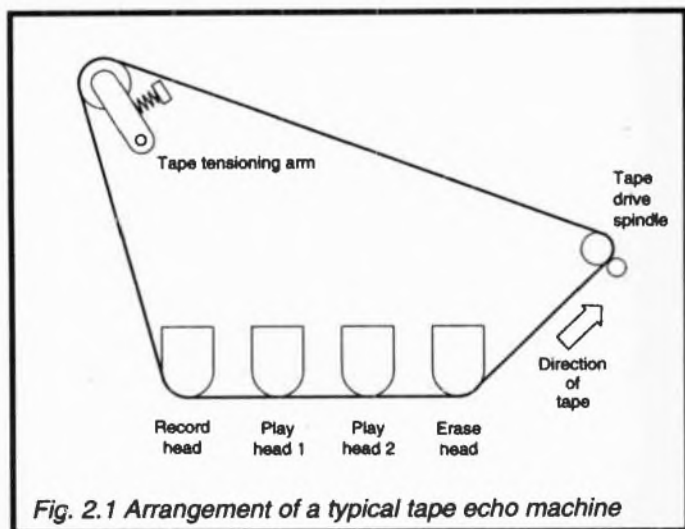 Tape tensioning arm
Tape
drive
spindle
Direction
of
tape
Record
head
Play
head 1
Play
head 2
Erase
head
Fig. 2.1 Arrangement of a typical tape echo machine